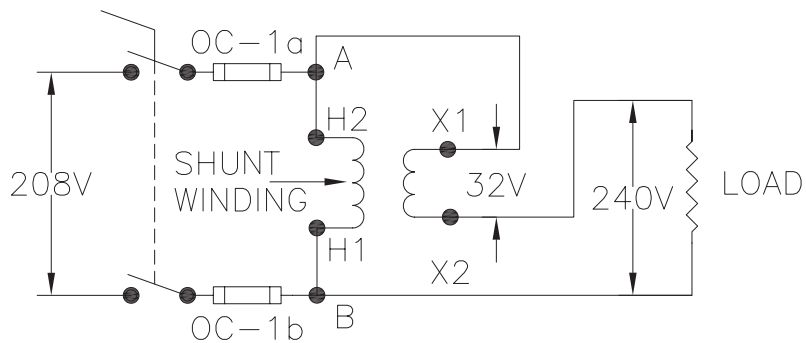 OC-1a
A
H2
X1
208V
SHUNT
WINDING
32V
240V
LOAD
H1
X2
B
OC-1b